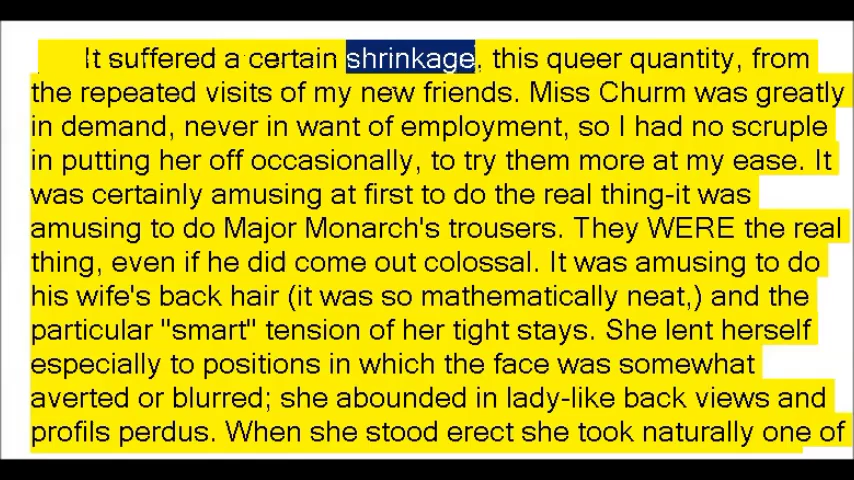 It suffered a certain shrinkage, this queer quantity, from
the repeated visits of my new friends. Miss Churm was greatly
in demand, never in want of employment, so I had no scruple
in putting her off occasionally, to try them more at my ease. It
was certainly amusing at first to do the real thing-it was
amusing to do Major Monarch's trousers. They WERE the real
thing, even if he did come out colossal. It was amusing to do
his wife's back hair (it was so mathematically neat,) and the
particular "smart" tension of her tight stays. She lent herself
especially to positions in which the face was somewhat
averted or blurred; she abounded in lady-like back views and
profils perdus. When she stood erect she took naturally one of